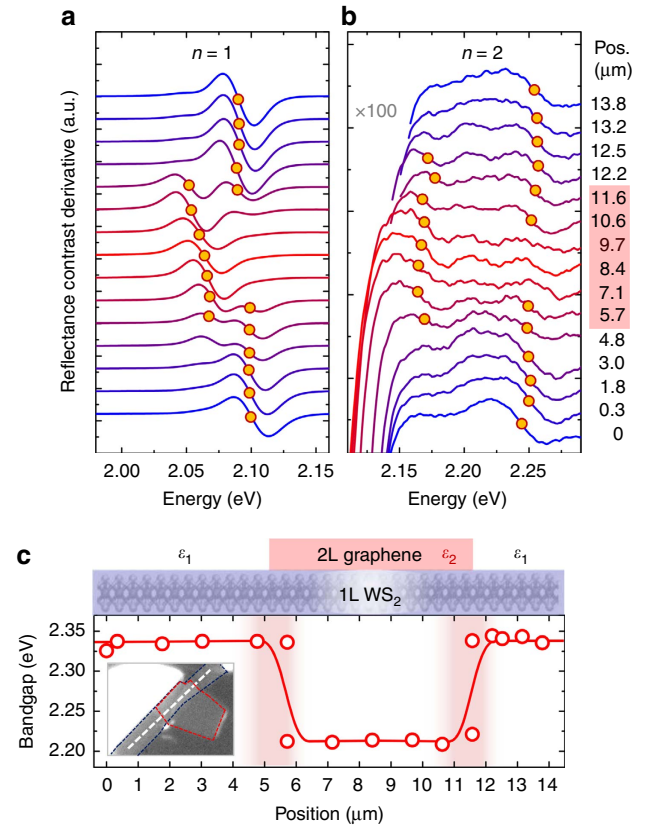 a
b
n = 1
n = 2
Pos.
(μm)
×100
13.8
13.2
12.5
12.2
11.6
10.6
9.7
8.4
7.1
5.7
4.8
3.0
1.8
0.3
0
Reflectance contrast derivative (a.u.)
2.00 2.05 2.10 2.15
2.15 2.20 2.25
Energy (eV)
Energy (eV)
c
ε1
2L graphene ε2
ε1
1L WS2
2.35
2.30
2.25
2.20
Bandgap (eV)
0 1 2 3 4 5 6 7 8 9 10 11 12 13 14
Position (μm)